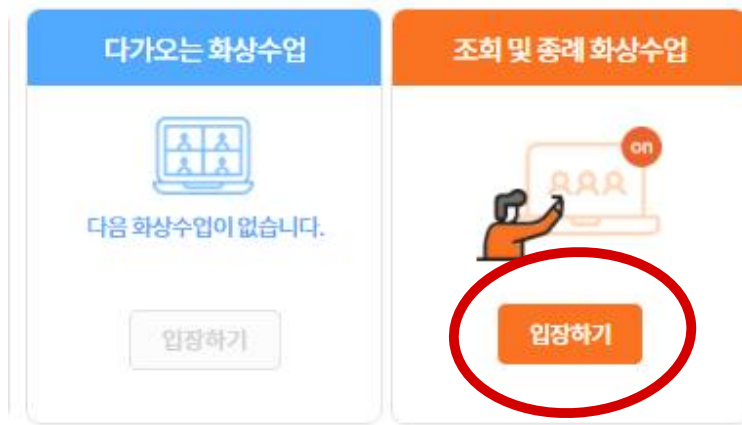 다가오는 화상수업
다음 화상수업이 없습니다.
입장하기
조회 및 종례 화상수업
on
입장하기